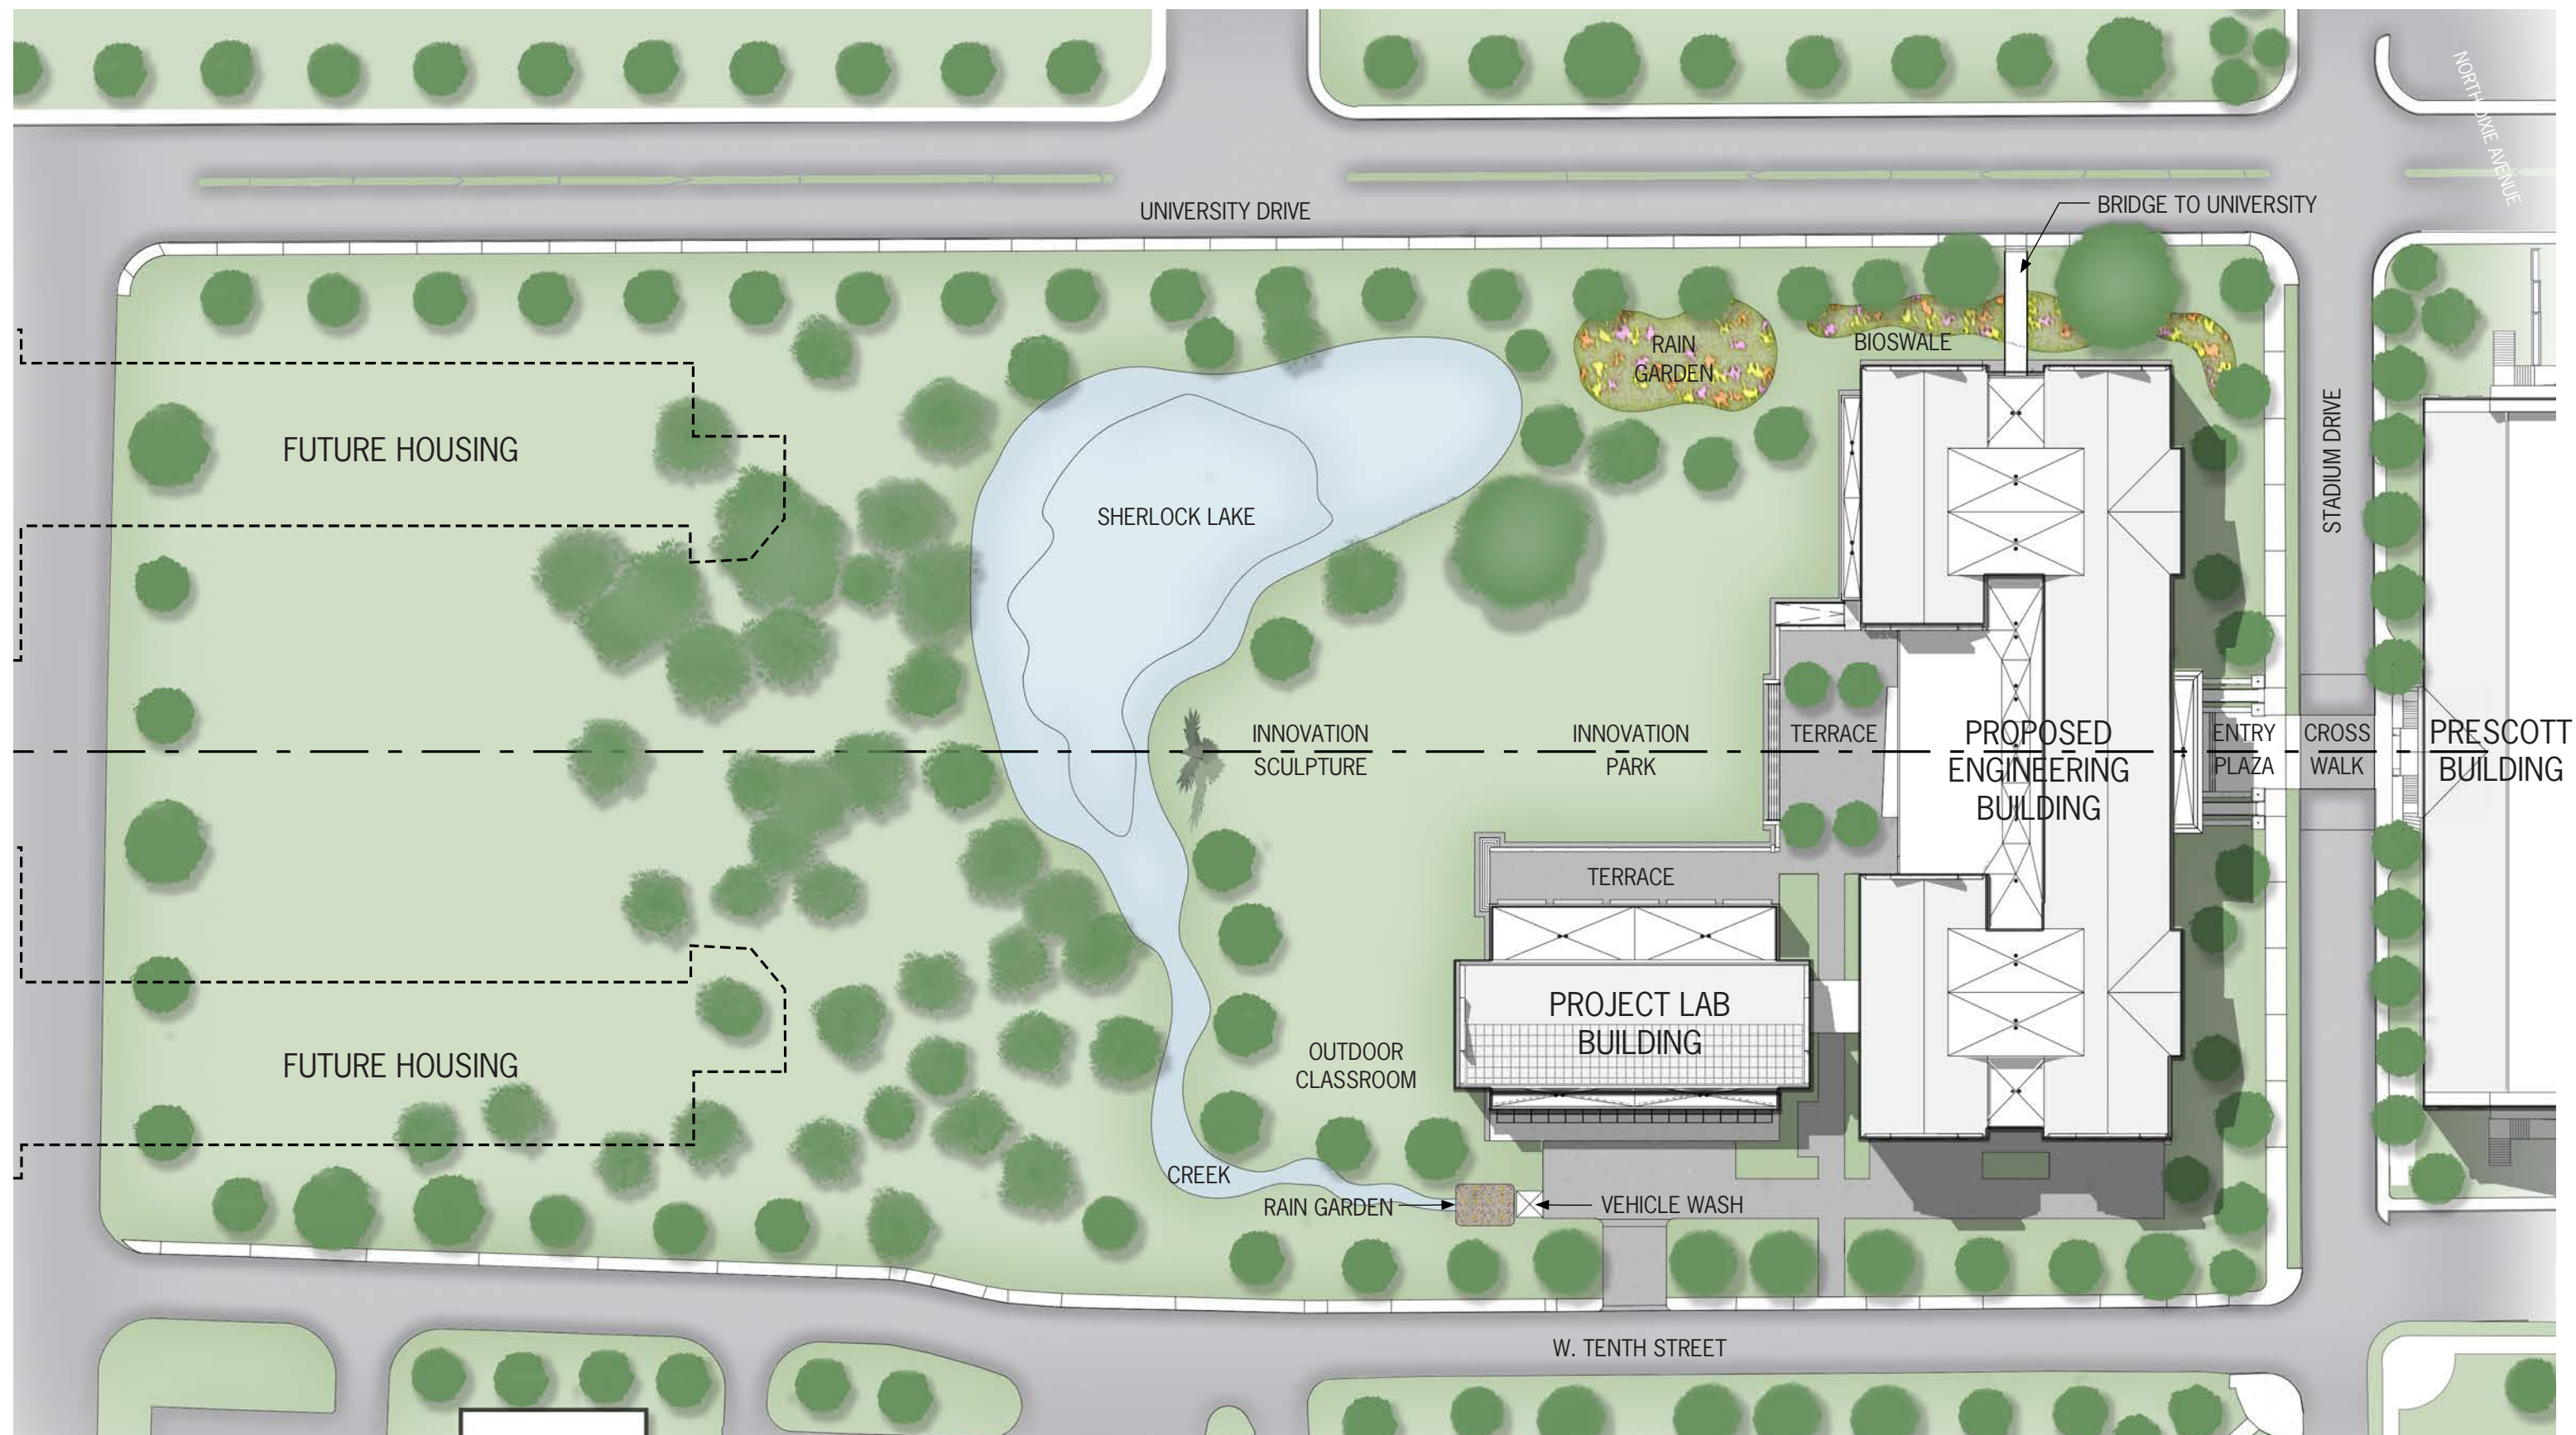 NORTH DIXIE AVENUE
UNIVERSITY DRIVE
BRIDGE TO UNIVERSITY
RAIN
GARDEN
BIOSWALE
STADIUM DRIVE
FUTURE HOUSING
SHERLOCK LAKE
INNOVATION
SCULPTURE
INNOVATION
PARK
TERRACE
PROPOSED
ENGINEERING
BUILDING
ENTRY
PLAZA
CROSS
WALK
PRESCOTT
BUILDING
TERRACE
PROJECT LAB
BUILDING
OUTDOOR
CLASSROOM
FUTURE HOUSING
CREEK
RAIN GARDEN
VEHICLE WASH
W. TENTH STREET